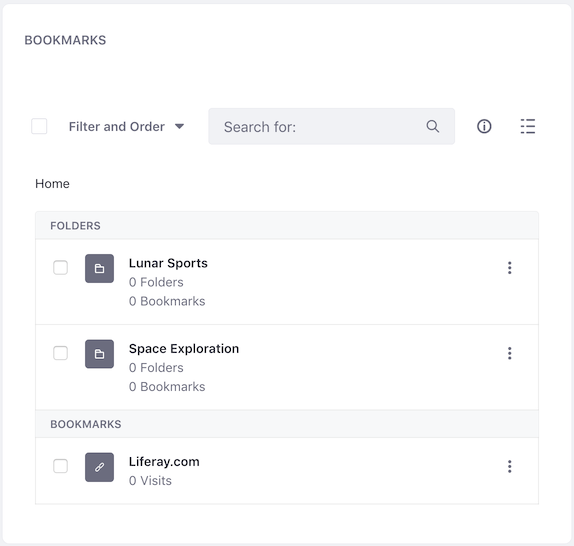 BOOKMARKS
Filter and Order
Search for:
Home
FOLDERS
Lunar Sports
0 Folders
0 Bookmarks
Space Exploration
0 Folders
0 Bookmarks
BOOKMARKS
Liferay.com
0 Visits